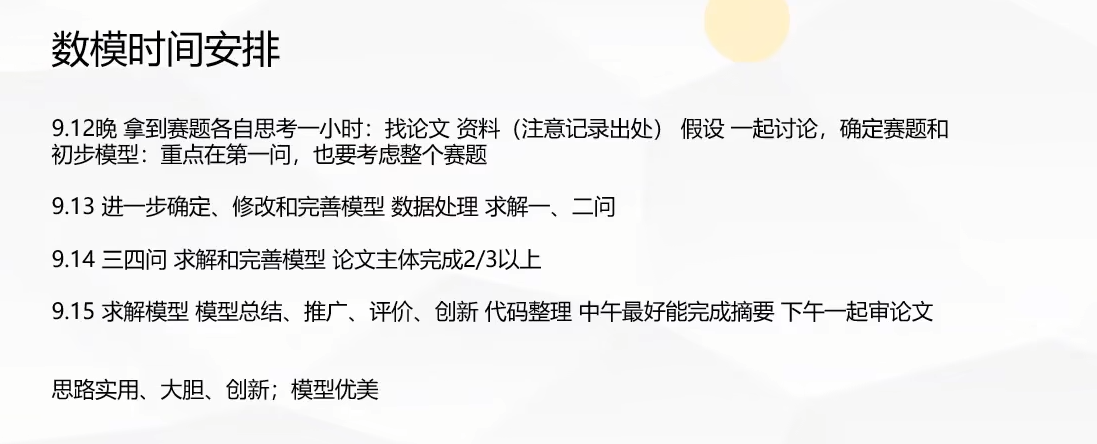 数模时间安排
9.12晚 拿到赛题各自思考一小时：找论文 资料（注意记录出处） 假设 一起讨论，确定赛题和
初步模型：重点在第一问，也要考虑整个赛题
9.13 进一步确定、修改和完善模型 数据处理 求解一、二问
9.14 三四问 求解和完善模型 论文主体完成2/3以上
9.15 求解模型 模型总结、推广、评价、创新 代码整理 中午最好能完成摘要 下午一起审论文
思路实用、大胆、创新；模型优美